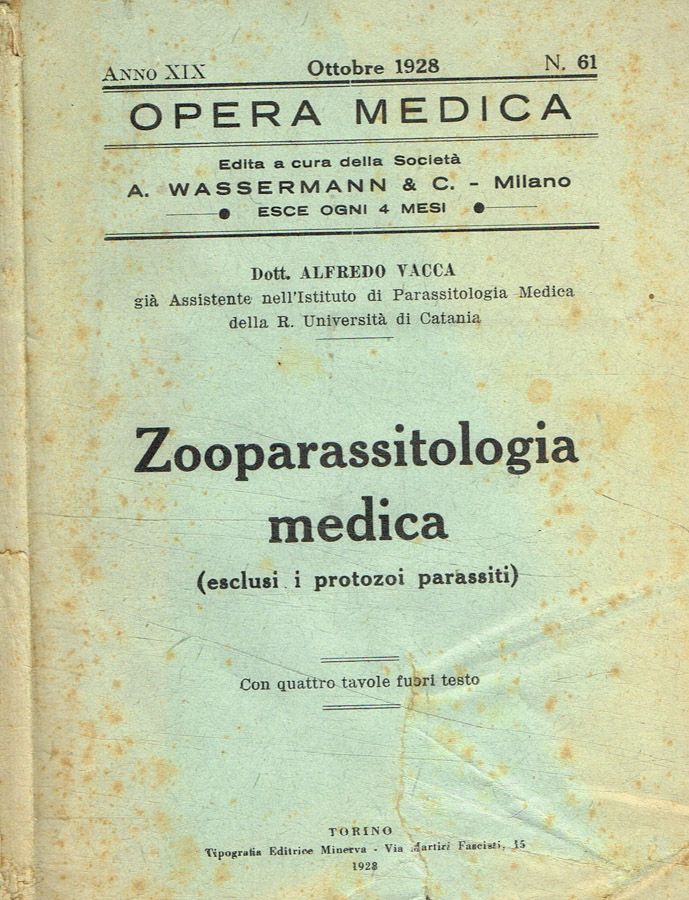 ANNO XIX Ottobre 1928 N. 61
OPERA MEDICA
Edita a cura della Società
A. WASSERMANN & C. - Milano
ESCE OGNI 4 MESI
Dott. ALFREDO VACCA
già Assistente nell'Istituto di Parassitologia Medica
della R. Università di Catania
Zooparassitologia
medica
(esclusi i protozoi parassiti)
Con quattro tavole fuori testo
TORINO
Tipografia Editrice Minerva - Via Martiri Fascisti, 15
1928